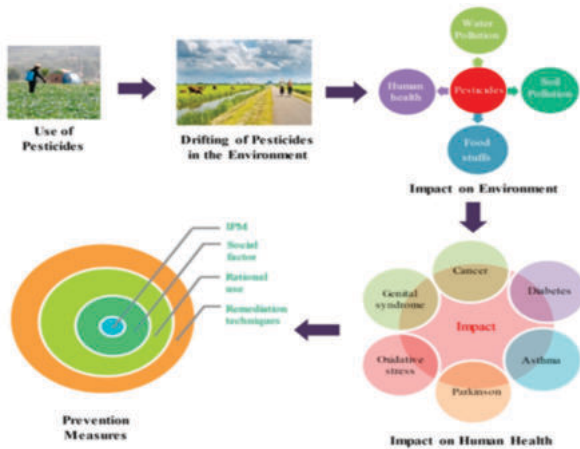 Water
Pollution
Human
health
Pesticides
Soil
Pollution
Food
stuffs
Use of
Pesticides
Drifting of Pesticides
in the Environment
Impact on Environment
IPM
Social
factor
Rational
use
Remediation
techniques
Cancer
Genital
syndrome
Diabetes
Impact
Oxidative
stress
Asthma
Parkinson
Prevention
Measures
Impact on Human Health